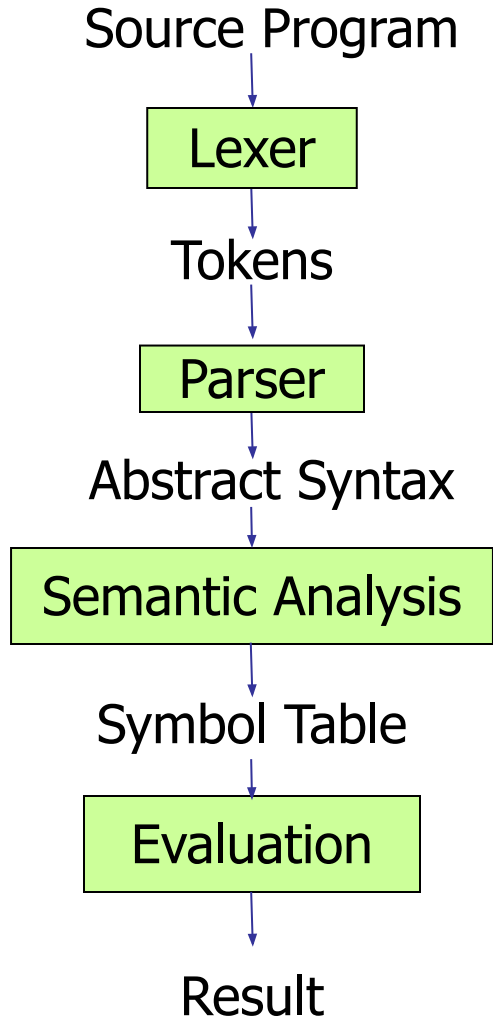 Source Program
Lexer
Tokens
Parser
Abstract Syntax
Semantic Analysis
Symbol Table
Evaluation
Result